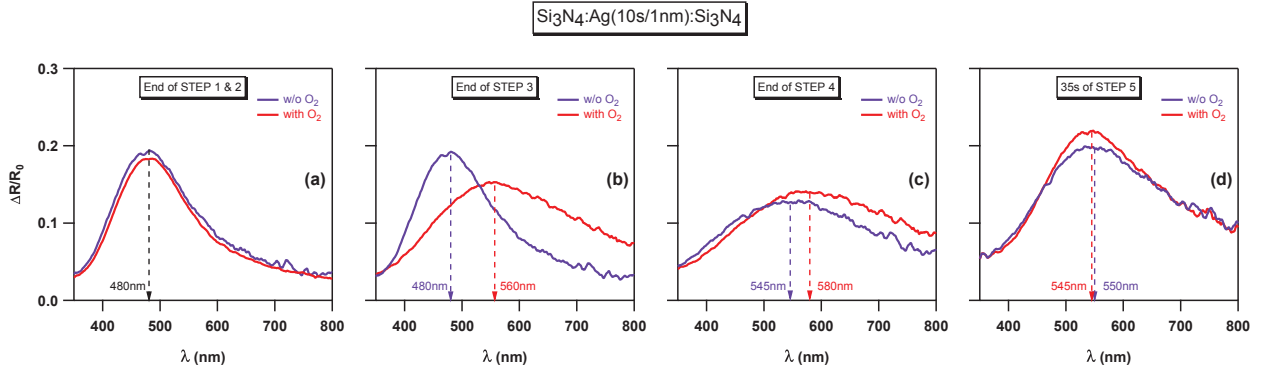 Si₃N₄:Ag(10s/1nm):Si₃N₄
End of STEP 1 & 2
w/o O₂
with O₂
(a)
480nm
ΔR/R₀
0.3
0.2
0.1
0.0
400 500 600 700 800
λ (nm)
End of STEP 3
w/o O₂
with O₂
(b)
480nm
560nm
400 500 600 700 800
λ (nm)
End of STEP 4
w/o O₂
with O₂
(c)
545nm
580nm
400 500 600 700 800
λ (nm)
35s of STEP 5
w/o O₂
with O₂
(d)
545nm
550nm
400 500 600 700 800
λ (nm)